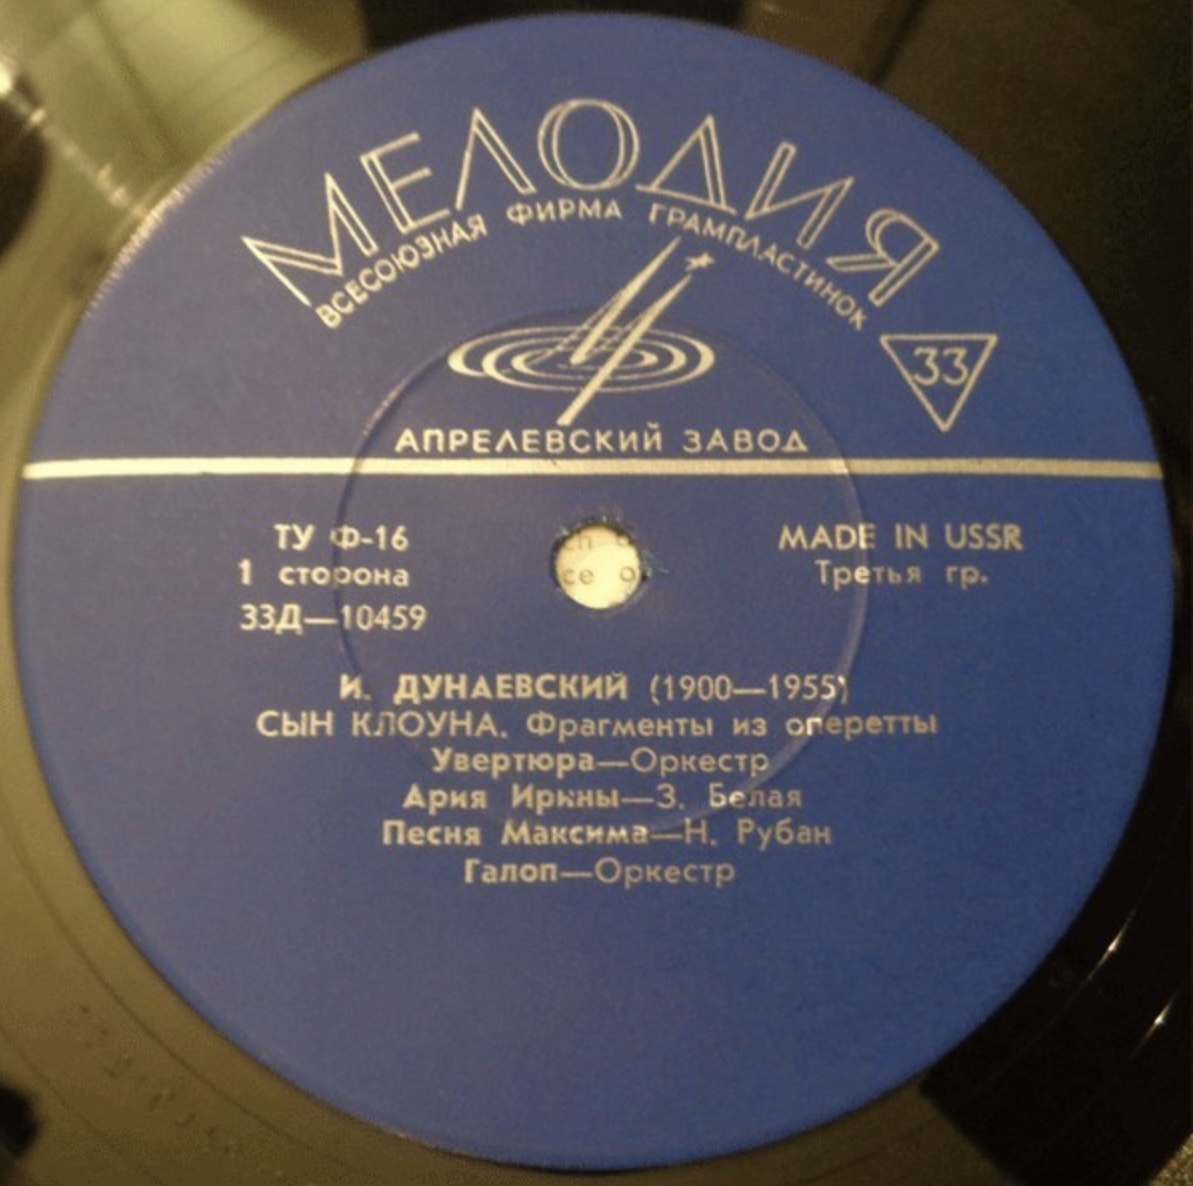 МЕЛОДИЯ
ВСЕСОЮЗНАЯ ФИРМА ГРАМПЛАСТИНОК
33
АПРЕЛЕВСКИЙ ЗАВОД
ТУ Ф-16
MADE IN USSR
1 сторона
Третья гр.
33Д—10459
И. ДУНАЕВСКИЙ (1900—1955)
СЫН КЛОУНА. Фрагменты из оперетты
Увертюра—Оркестр
Ария Ирины—З. Белая
Песня Максима—Н. Рубан
Галоп—Оркестр